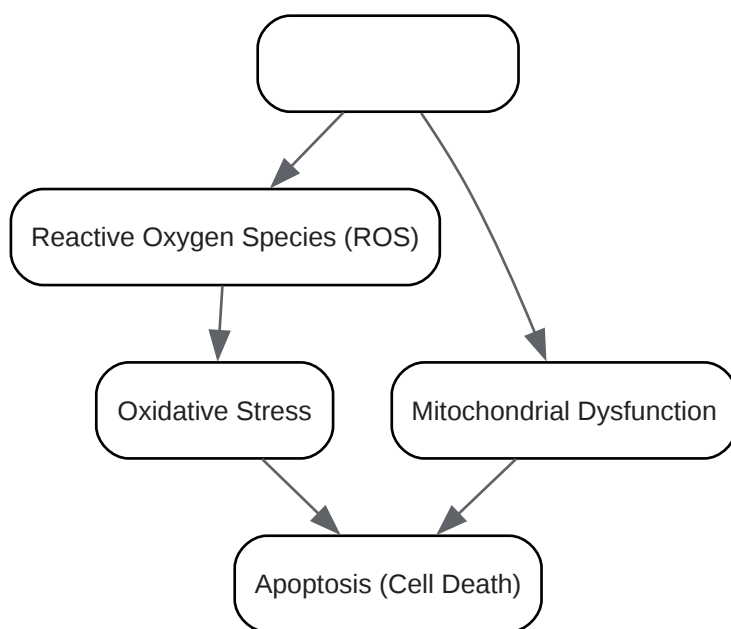 Reactive Oxygen Species (ROS)
Oxidative Stress
Mitochondrial Dysfunction
Apoptosis (Cell Death)